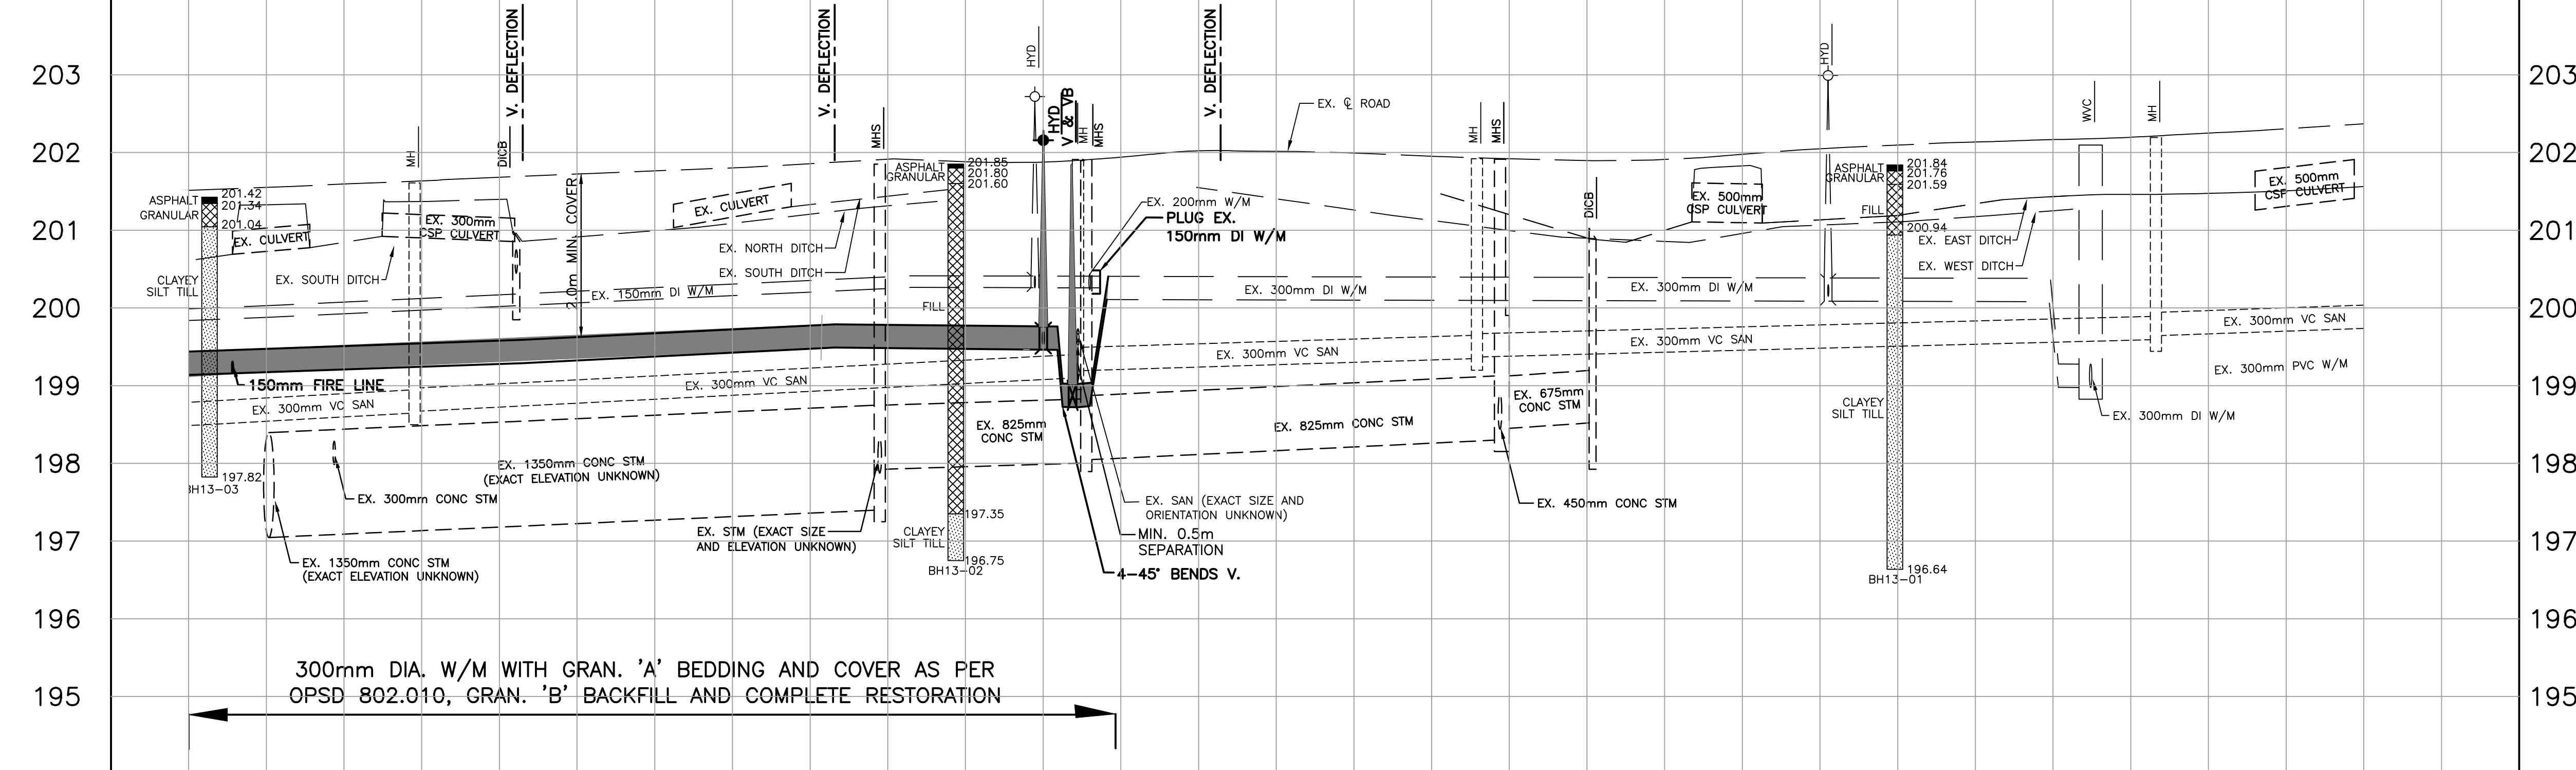 V. DEFLECTION
V. DEFLECTION
V. DEFLECTION
HYD
HYD
203
203
HYD
V & VB
MH
MHS
MHS
MH
DICB
MH
MHS
DICB
WVC
MH
EX. ℄ ROAD
202
202
ASPHALT
GRANULAR
201.42
201.34
201.04
EX. CULVERT
EX. 300mm
CSP CULVERT
EX. CULVERT
2.0m MIN. COVER
ASPHALT
GRANULAR
201.85
201.80
201.60
EX. 200mm W/M
PLUG EX.
150mm DI W/M
EX. 500mm
CSP CULVERT
ASPHALT
GRANULAR
201.84
201.76
201.59
FILL
200.94
EX. 500mm
CSP CULVERT
201
201
EX. SOUTH DITCH
EX. NORTH DITCH
EX. SOUTH DITCH
EX. EAST DITCH
EX. WEST DITCH
CLAYEY
SILT TILL
EX. 150mm DI W/M
FILL
EX. 300mm DI W/M
EX. 300mm DI W/M
200
200
EX. 300mm VC SAN
EX. 300mm VC SAN
EX. 300mm VC SAN
EX. 300mm PVC W/M
199
199
150mm FIRE LINE
EX. 300mm VC SAN
EX. 300mm VC SAN
EX. 825mm
CONC STM
EX. 825mm CONC STM
EX. 675mm
CONC STM
CLAYEY
SILT TILL
EX. 300mm DI W/M
198
198
197.82
BH13-03
EX. 300mm CONC STM
EX. 1350mm CONC STM
(EXACT ELEVATION UNKNOWN)
EX. SAN (EXACT SIZE AND
ORIENTATION UNKNOWN)
EX. 450mm CONC STM
197
197
EX. 1350mm CONC STM
(EXACT ELEVATION UNKNOWN)
EX. STM (EXACT SIZE
AND ELEVATION UNKNOWN)
CLAYEY
SILT TILL
197.35
196.75
BH13-02
MIN. 0.5m
SEPARATION
4-45° BENDS V.
196.64
BH13-01
196
196
300mm DIA. W/M WITH GRAN. 'A' BEDDING AND COVER AS PER
OPSD 802.010, GRAN. 'B' BACKFILL AND COMPLETE RESTORATION
195
195